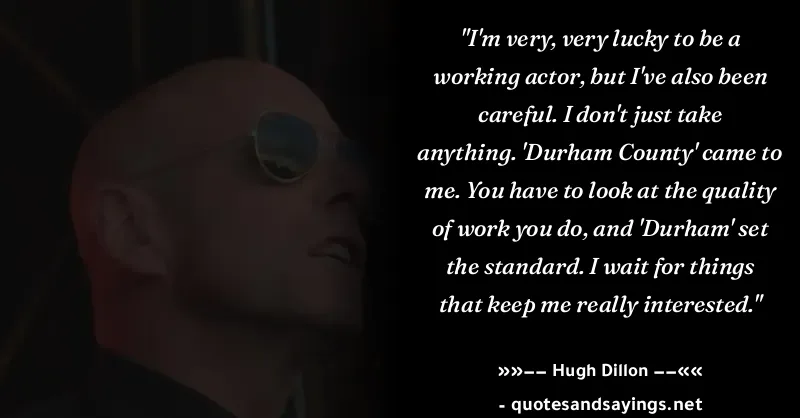 "I'm very, very lucky to be a
working actor, but I've also been
careful. I don't just take
anything. 'Durham County' came to
me. You have to look at the quality
of work you do, and 'Durham' set
the standard. I wait for things
that keep me really interested."
»»–– Hugh Dillon ––««
- quotesandsayings.net